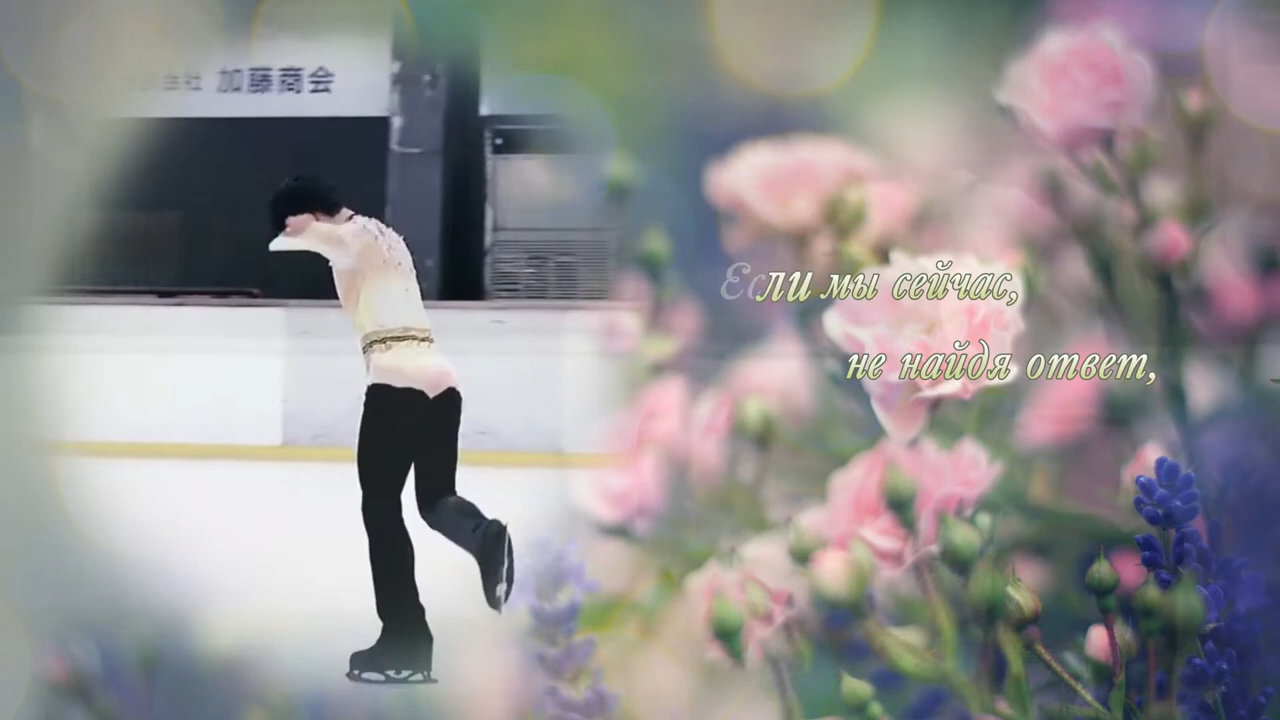 加藤商会
Если мы сейчас,
не найдя ответ,